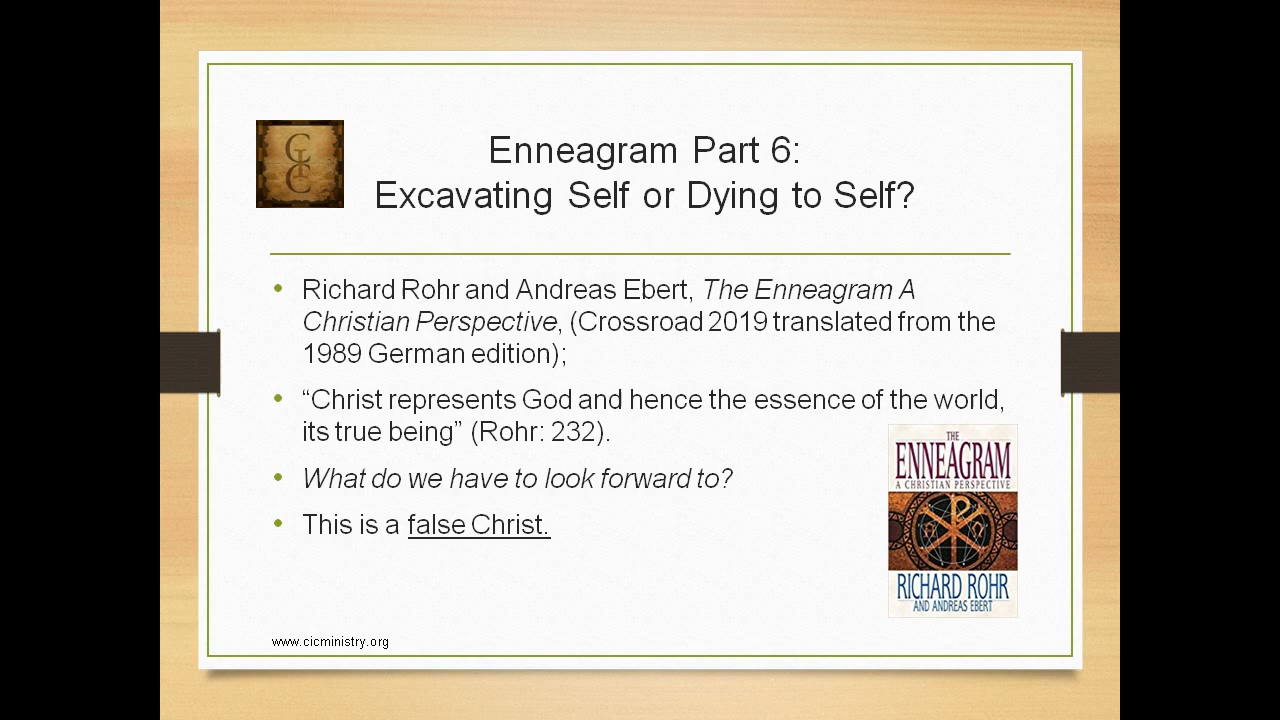 CIC
Enneagram Part 6:
Excavating Self or Dying to Self?
• Richard Rohr and Andreas Ebert, The Enneagram A
Christian Perspective, (Crossroad 2019 translated from the
1989 German edition);
• “Christ represents God and hence the essence of the world,
its true being” (Rohr: 232).
• What do we have to look forward to?
• This is a false Christ.
THE
ENNEAGRAM
A CHRISTIAN PERSPECTIVE
RICHARD ROHR
AND ANDREAS EBERT
www.cicministry.org